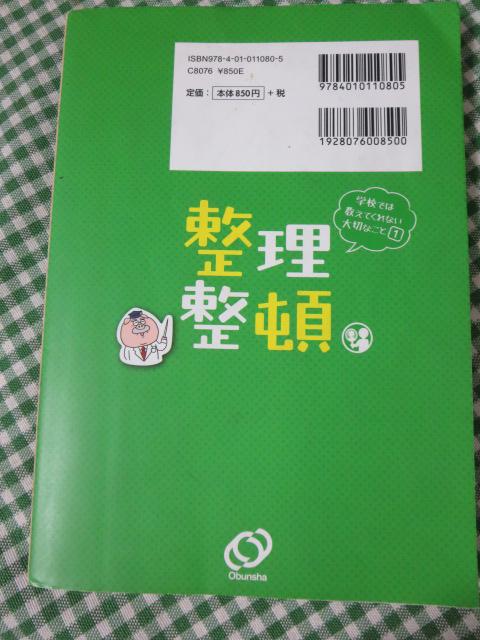 ISBN978-4-01-011080-5
C8076 ¥850E
定価：本体850円＋税
9784010110805
1928076008500
学校では
教えてくれない
大切なこと1
整理
整頓
Obunsha